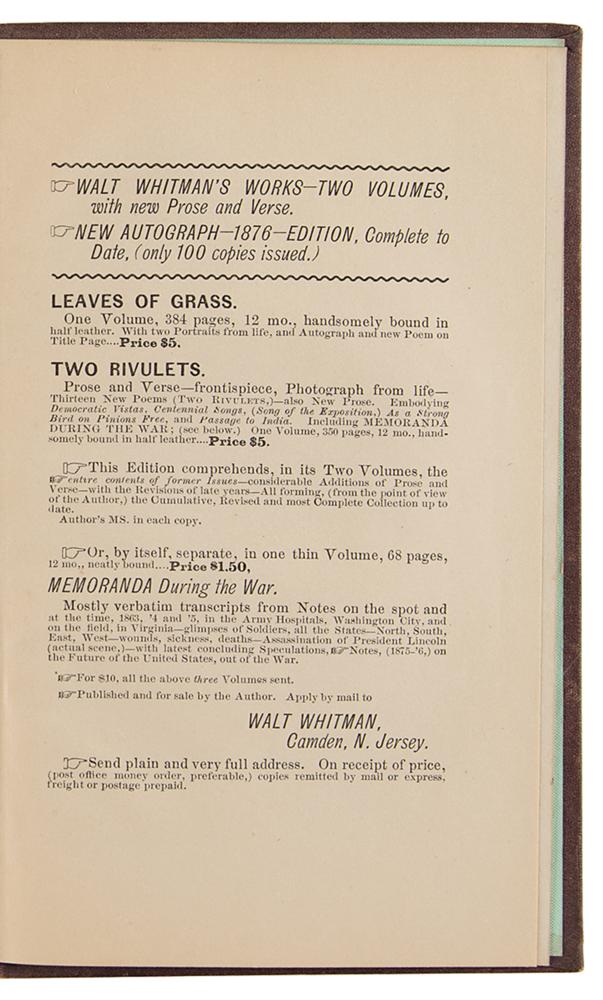 ☞WALT WHITMAN'S WORKS—TWO VOLUMES,
with new Prose and Verse.
☞NEW AUTOGRAPH—1876—EDITION, Complete to
Date, (only 100 copies issued.)
LEAVES OF GRASS.
One Volume, 384 pages, 12 mo., handsomely bound in
half leather. With two Portraits from life, and Autograph and new Poem on
Title Page....Price $5.
TWO RIVULETS.
Prose and Verse—frontispiece, Photograph from life—
Thirteen New Poems (Two Rivulets,)—also New Prose. Embodying
Democratic Vistas, Centennial Songs, (Song of the Exposition,) As a Strong
Bird on Pinions Free, and Passage to India. Including MEMORANDA
DURING THE WAR; (see below.) One Volume, 350 pages, 12 mo., hand-
somely bound in half leather....Price $5.
☞This Edition comprehends, in its Two Volumes, the
☞entire contents of former Issues—considerable Additions of Prose and
Verse—with the Revisions of late years—All forming, (from the point of view
of the Author,) the Cumulative, Revised and most Complete Collection up to
date.
Author's MS. in each copy.
☞Or, by itself, separate, in one thin Volume, 68 pages,
12 mo., neatly bound....Price $1.50,
MEMORANDA During the War.
Mostly verbatim transcripts from Notes on the spot and
at the time, 1863, '4 and '5, in the Army Hospitals, Washington City, and
on the field, in Virginia—glimpses of Soldiers, all the States—North, South,
East, West—wounds, sickness, deaths—Assassination of President Lincoln
(actual scene,)—with latest concluding Speculations,☞Notes, (1875-'6,) on
the Future of the United States, out of the War.
☞For $10, all the above three Volumes sent.
☞Published and for sale by the Author. Apply by mail to
WALT WHITMAN,
Camden, N. Jersey.
☞Send plain and very full address. On receipt of price,
(post office money order, preferable,) copies remitted by mail or express,
freight or postage prepaid.